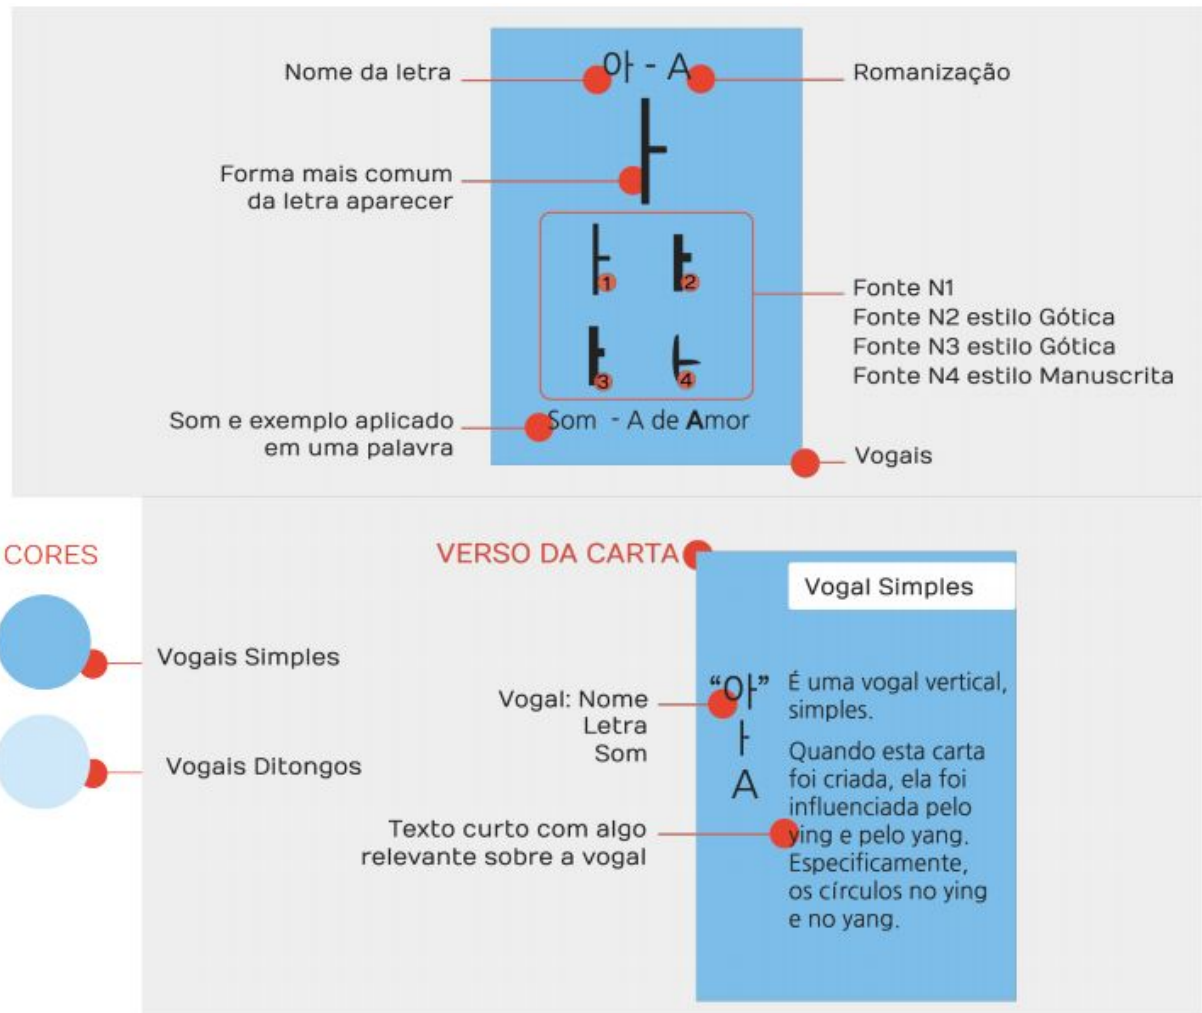 Nome da letra
아 - A
Romanização
ㅏ
Forma mais comum
da letra aparecer
ㅏ ㅏ
1 2
ㅏ ㅏ
3 4
Fonte N1
Fonte N2 estilo Gótica
Fonte N3 estilo Gótica
Fonte N4 estilo Manuscrita
Som e exemplo aplicado
em uma palavra
Som - A de Amor
Vogais
CORES
Vogais Simples
Vogais Ditongos
VERSO DA CARTA
Vogal Simples
Vogal: Nome
Letra
Som
“아”
ㅏ
A
É uma vogal vertical,
simples.
Quando esta carta
foi criada, ela foi
influenciada pelo
ying e pelo yang.
Especificamente,
os círculos no ying
e no yang.
Texto curto com algo
relevante sobre a vogal